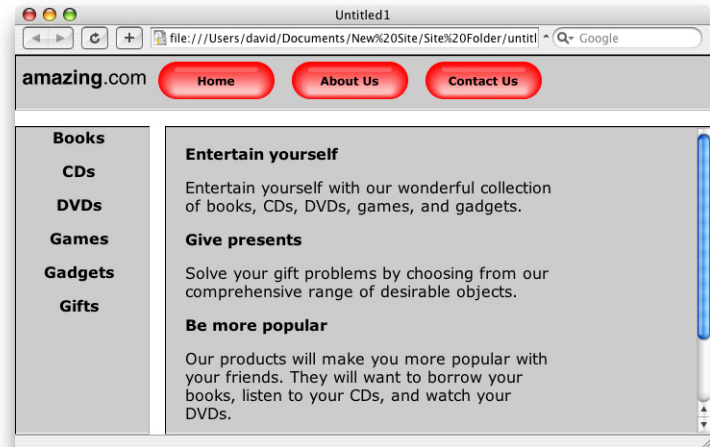 Untitled1
file:///Users/david/Documents/New%20Site/Site%20Folder/untitl
Google
amazing.com
Home
About Us
Contact Us
Books
CDs
DVDs
Games
Gadgets
Gifts
Entertain yourself
Entertain yourself with our wonderful collection
of books, CDs, DVDs, games, and gadgets.
Give presents
Solve your gift problems by choosing from our
comprehensive range of desirable objects.
Be more popular
Our products will make you more popular with
your friends. They will want to borrow your
books, listen to your CDs, and watch your
DVDs.